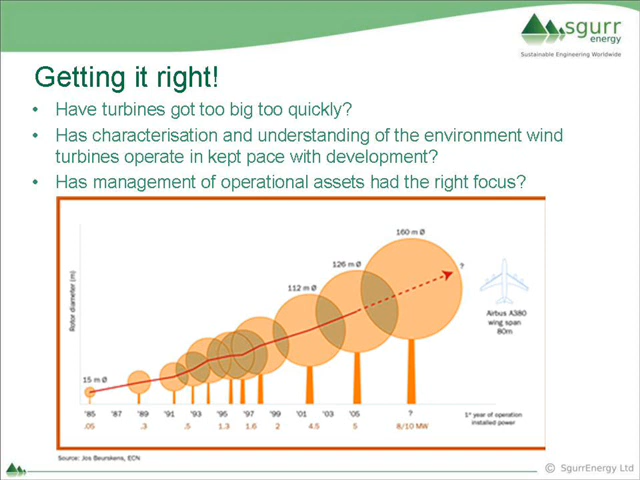 sgurr
energy
Sustainable Engineering Worldwide
Getting it right!
• Have turbines got too big too quickly?
• Has characterisation and understanding of the environment wind
turbines operate in kept pace with development?
• Has management of operational assets had the right focus?
160 m Ø
126 m Ø
?
112 m Ø
Rotor diameter (m)
Airbus A380
wing span
80m
15 m Ø
'85 '87 '89 '91 '93 '95 '97 '99 '01 '03 '05 ? 1st year of operation
.05 .3 .5 1.3 1.6 2 4.5 5 8/10 MW installed power
Source: Jos Beurskens, ECN
© SgurrEnergy Ltd